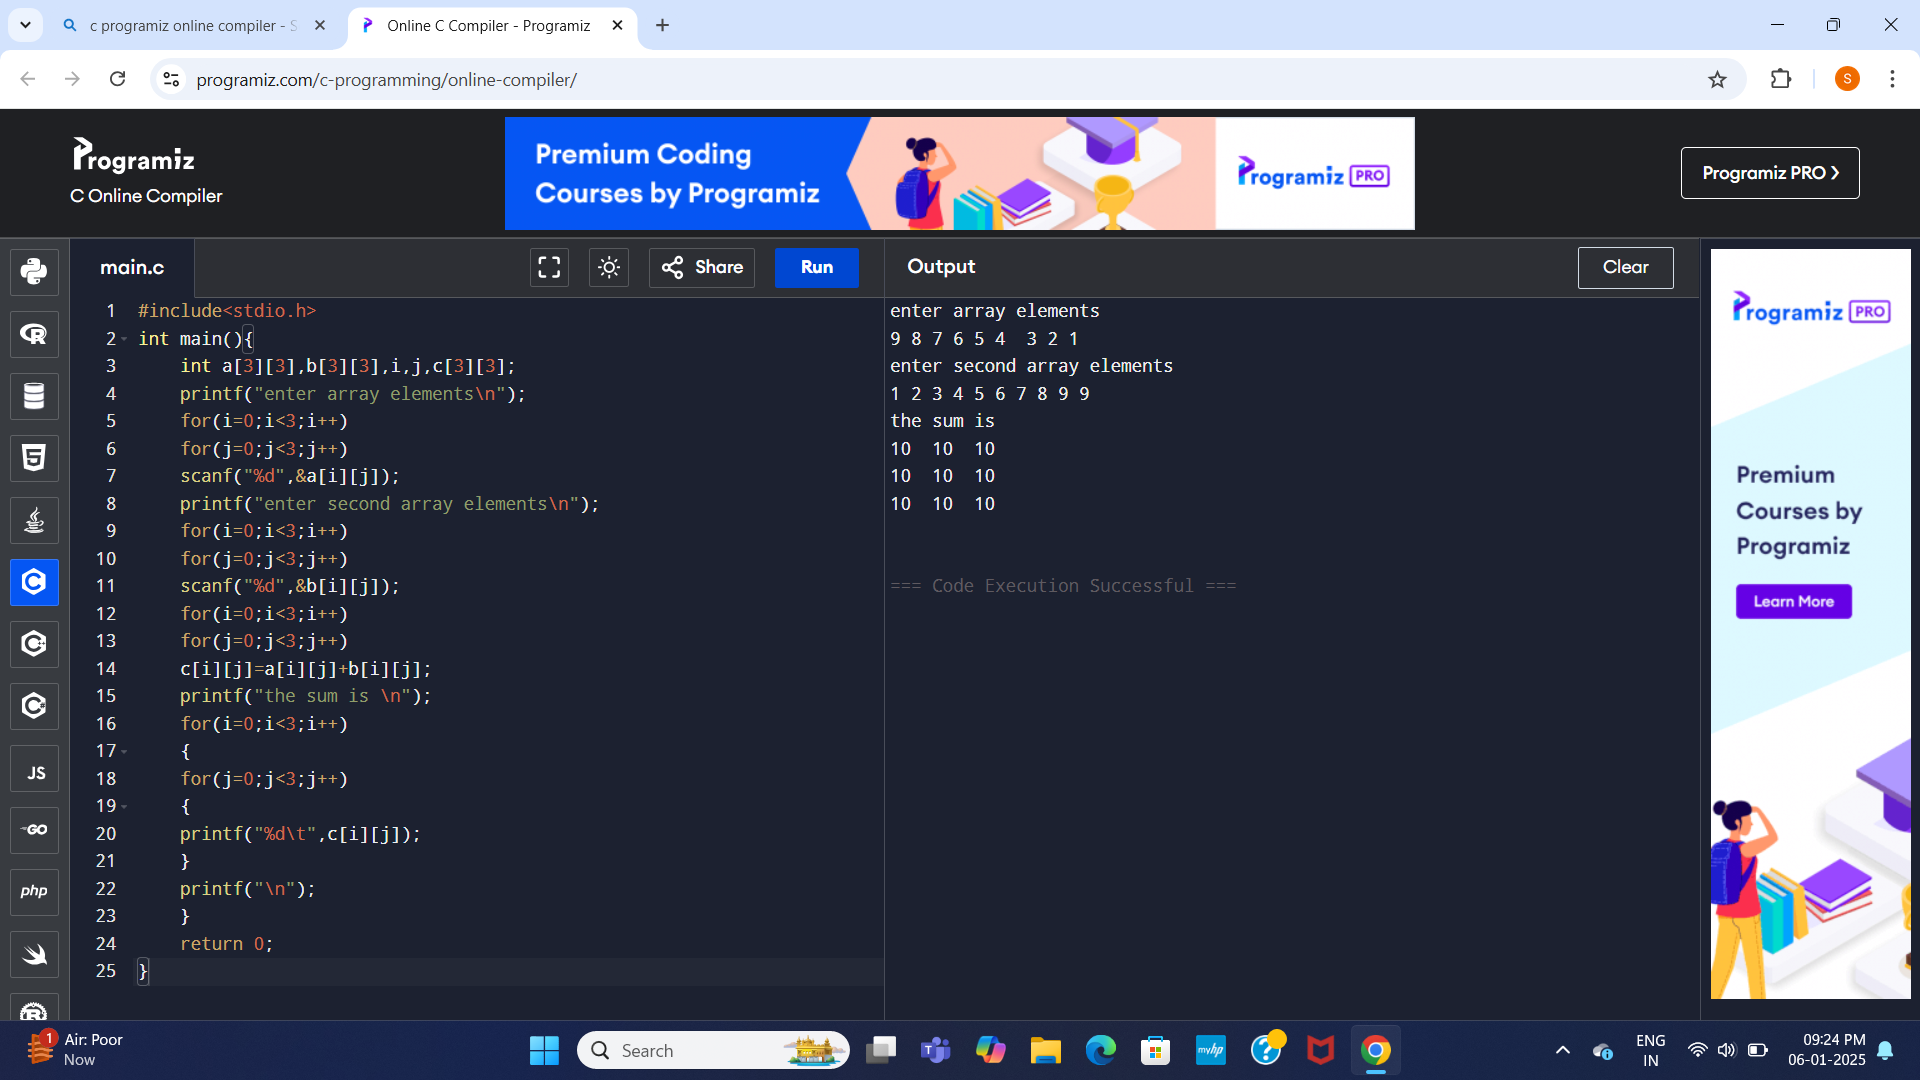 c programiz online compiler - S
Online C Compiler - Programiz
programiz.com/c-programming/online-compiler/
S
Programiz
C Online Compiler
Premium Coding
Courses by Programiz
Programiz PRO
Programiz PRO ❯
main.c
Share
Run
Output
Clear
1 #include<stdio.h>
2 int main(){
3 int a[3][3],b[3][3],i,j,c[3][3];
4 printf("enter array elements\n");
5 for(i=0;i<3;i++)
6 for(j=0;j<3;j++)
7 scanf("%d",&a[i][j]);
8 printf("enter second array elements\n");
9 for(i=0;i<3;i++)
10 for(j=0;j<3;j++)
11 scanf("%d",&b[i][j]);
12 for(i=0;i<3;i++)
13 for(j=0;j<3;j++)
14 c[i][j]=a[i][j]+b[i][j];
15 printf("the sum is \n");
16 for(i=0;i<3;i++)
17 {
18 for(j=0;j<3;j++)
19 {
20 printf("%d\t",c[i][j]);
21 }
22 printf("\n");
23 }
24 return 0;
25 }
enter array elements
9 8 7 6 5 4  3 2 1
enter second array elements
1 2 3 4 5 6 7 8 9 9
the sum is
10  10  10
10  10  10
10  10  10
=== Code Execution Successful ===
Programiz PRO
Premium
Courses by
Programiz
Learn More
R
5
C
C
C
JS
GO
php
R
1
Air: Poor
Now
Search
T
myhp
?
ENG
IN
09:24 PM
06-01-2025